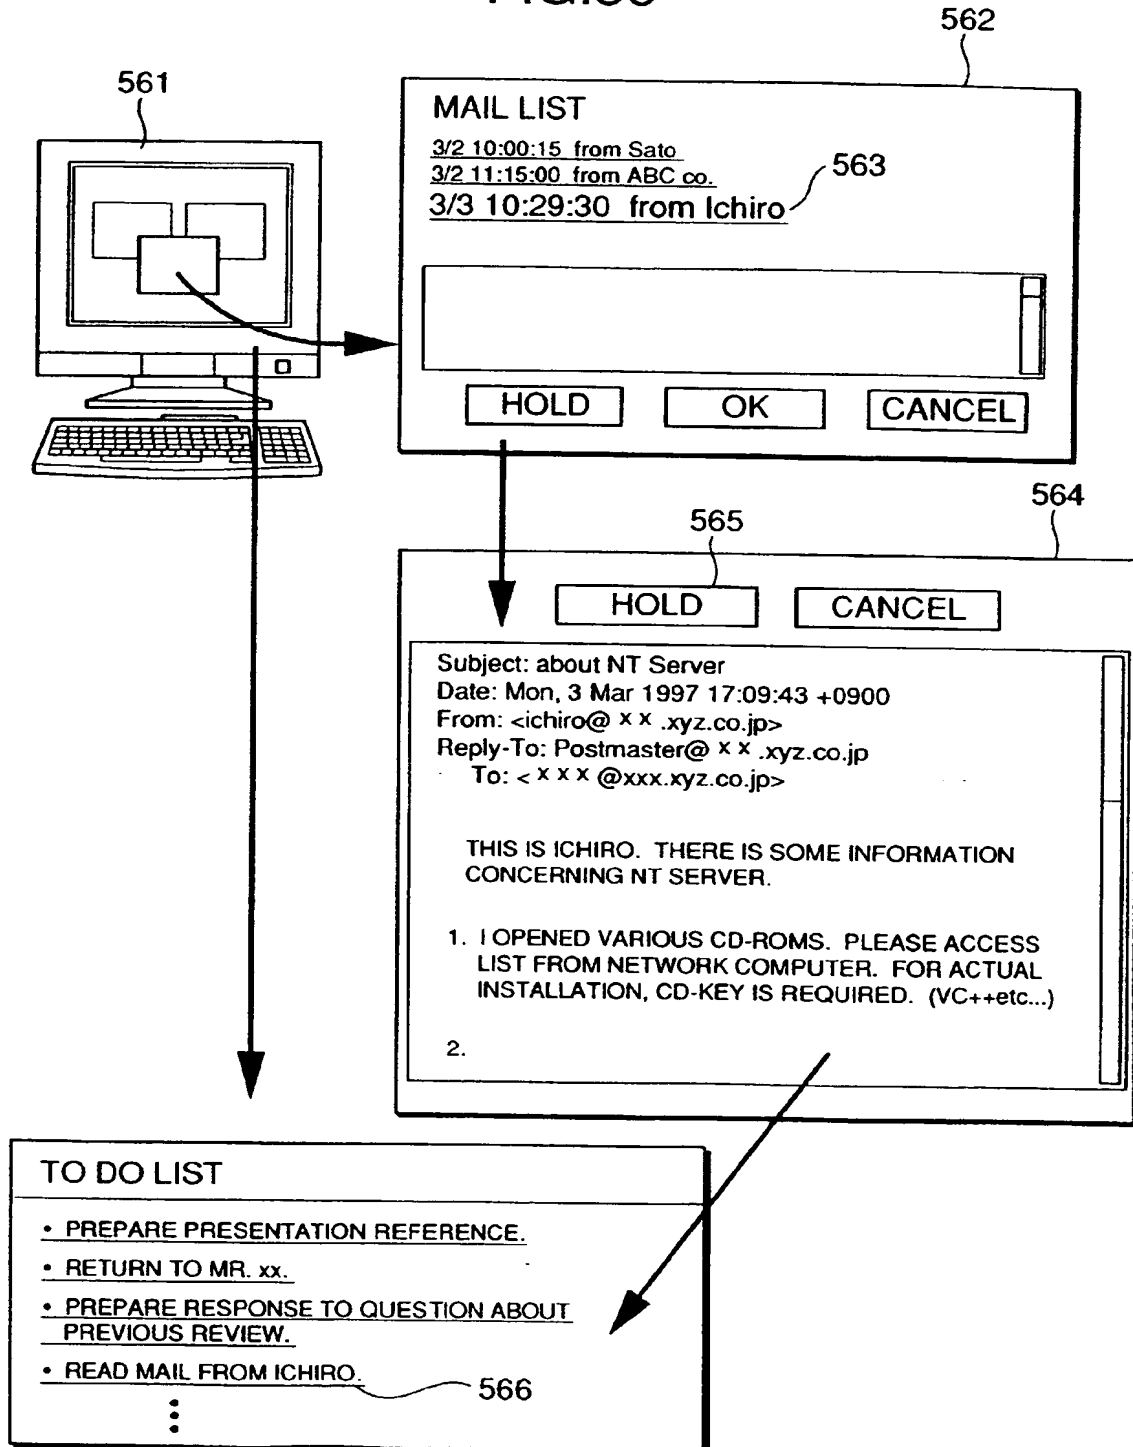 562
561
MAIL LIST
3/2 10:00:15 from Sato
3/2 11:15:00 from ABC co.
563
3/3 10:29:30 from Ichiro
HOLD OK CANCEL
564
565
HOLD CANCEL
Subject: about NT Server
Date: Mon, 3 Mar 1997 17:09:43 +0900
From: <ichiro@ x x .xyz.co.jp>
Reply-To: Postmaster@ x x .xyz.co.jp
To: < x x x @xxx.xyz.co.jp>
THIS IS ICHIRO. THERE IS SOME INFORMATION
CONCERNING NT SERVER.
1. I OPENED VARIOUS CD-ROMS. PLEASE ACCESS
LIST FROM NETWORK COMPUTER. FOR ACTUAL
INSTALLATION, CD-KEY IS REQUIRED. (VC++etc...)
2.
TO DO LIST
• PREPARE PRESENTATION REFERENCE.
• RETURN TO MR. xx.
• PREPARE RESPONSE TO QUESTION ABOUT
PREVIOUS REVIEW.
• READ MAIL FROM ICHIRO.
566